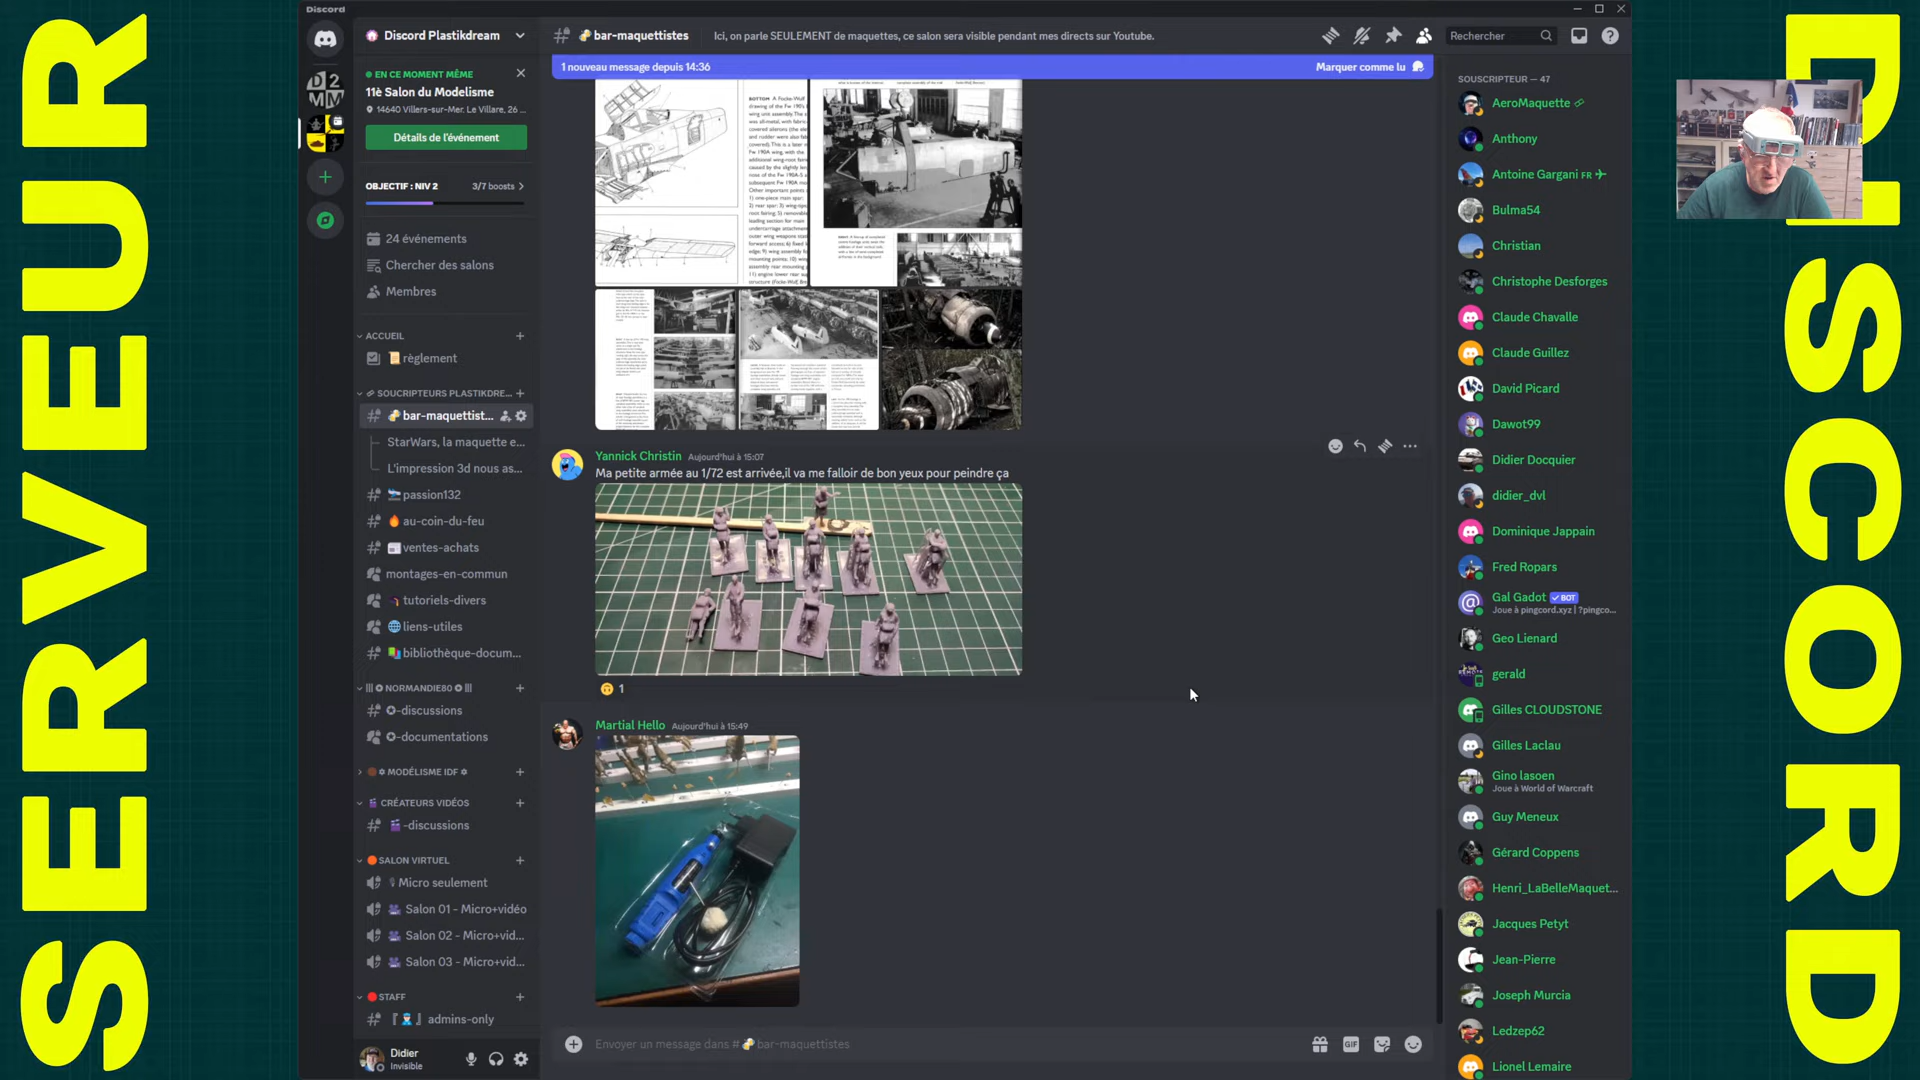 SERVEUR
DISCORD
Discord
Discord Plastikdream
EN CE MOMENT MÊME
11è Salon du Modelisme
14640 Villers-sur-Mer. Le Villare, 26 ...
Détails de l'événement
OBJECTIF : NIV 2
3/7 boosts
24 événements
Chercher des salons
Membres
ACCUEIL
règlement
SOUCRIPTEURS PLASTIKDRE...
bar-maquettist...
StarWars, la maquette e...
L'impression 3d nous as...
passion132
au-coin-du-feu
ventes-achats
montages-en-commun
tutoriels-divers
liens-utiles
bibliothèque-docum...
NORMANDIE80
-discussions
-documentations
MODÉLISME IDF
CRÉATEURS VIDÉOS
-discussions
SALON VIRTUEL
Micro seulement
Salon 01 - Micro+vidéo
Salon 02 - Micro+vid...
Salon 03 - Micro+vid...
STAFF
admins-only
Didier
Invisible
bar-maquettistes
Ici, on parle SEULEMENT de maquettes, ce salon sera visible pendant mes directs sur Youtube.
Rechercher
1 nouveau message depuis 14:36
Marquer comme lu
Yannick Christin Aujourd'hui à 15:07
Ma petite armée au 1/72 est arrivée,il va me falloir de bon yeux pour peindre ça
1
Martial Hello Aujourd'hui à 15:49
Envoyer un message dans # bar-maquettistes
GIF
SOUSCRIPTEUR — 47
AeroMaquette
Anthony
Antoine Gargani FR
Bulma54
Christian
Christophe Desforges
Claude Chavalle
Claude Guillez
David Picard
Dawot99
Didier Docquier
didier_dvl
Dominique Jappain
Fred Ropars
Gal Gadot BOT
Joue à pingcord.xyz | ?pingco...
Geo Lienard
gerald
Gilles CLOUDSTONE
Gilles Laclau
Gino lasoen
Joue à World of Warcraft
Guy Meneux
Gérard Coppens
Henri_LaBelleMaquet...
Jacques Petyt
Jean-Pierre
Joseph Murcia
Ledzep62
Lionel Lemaire